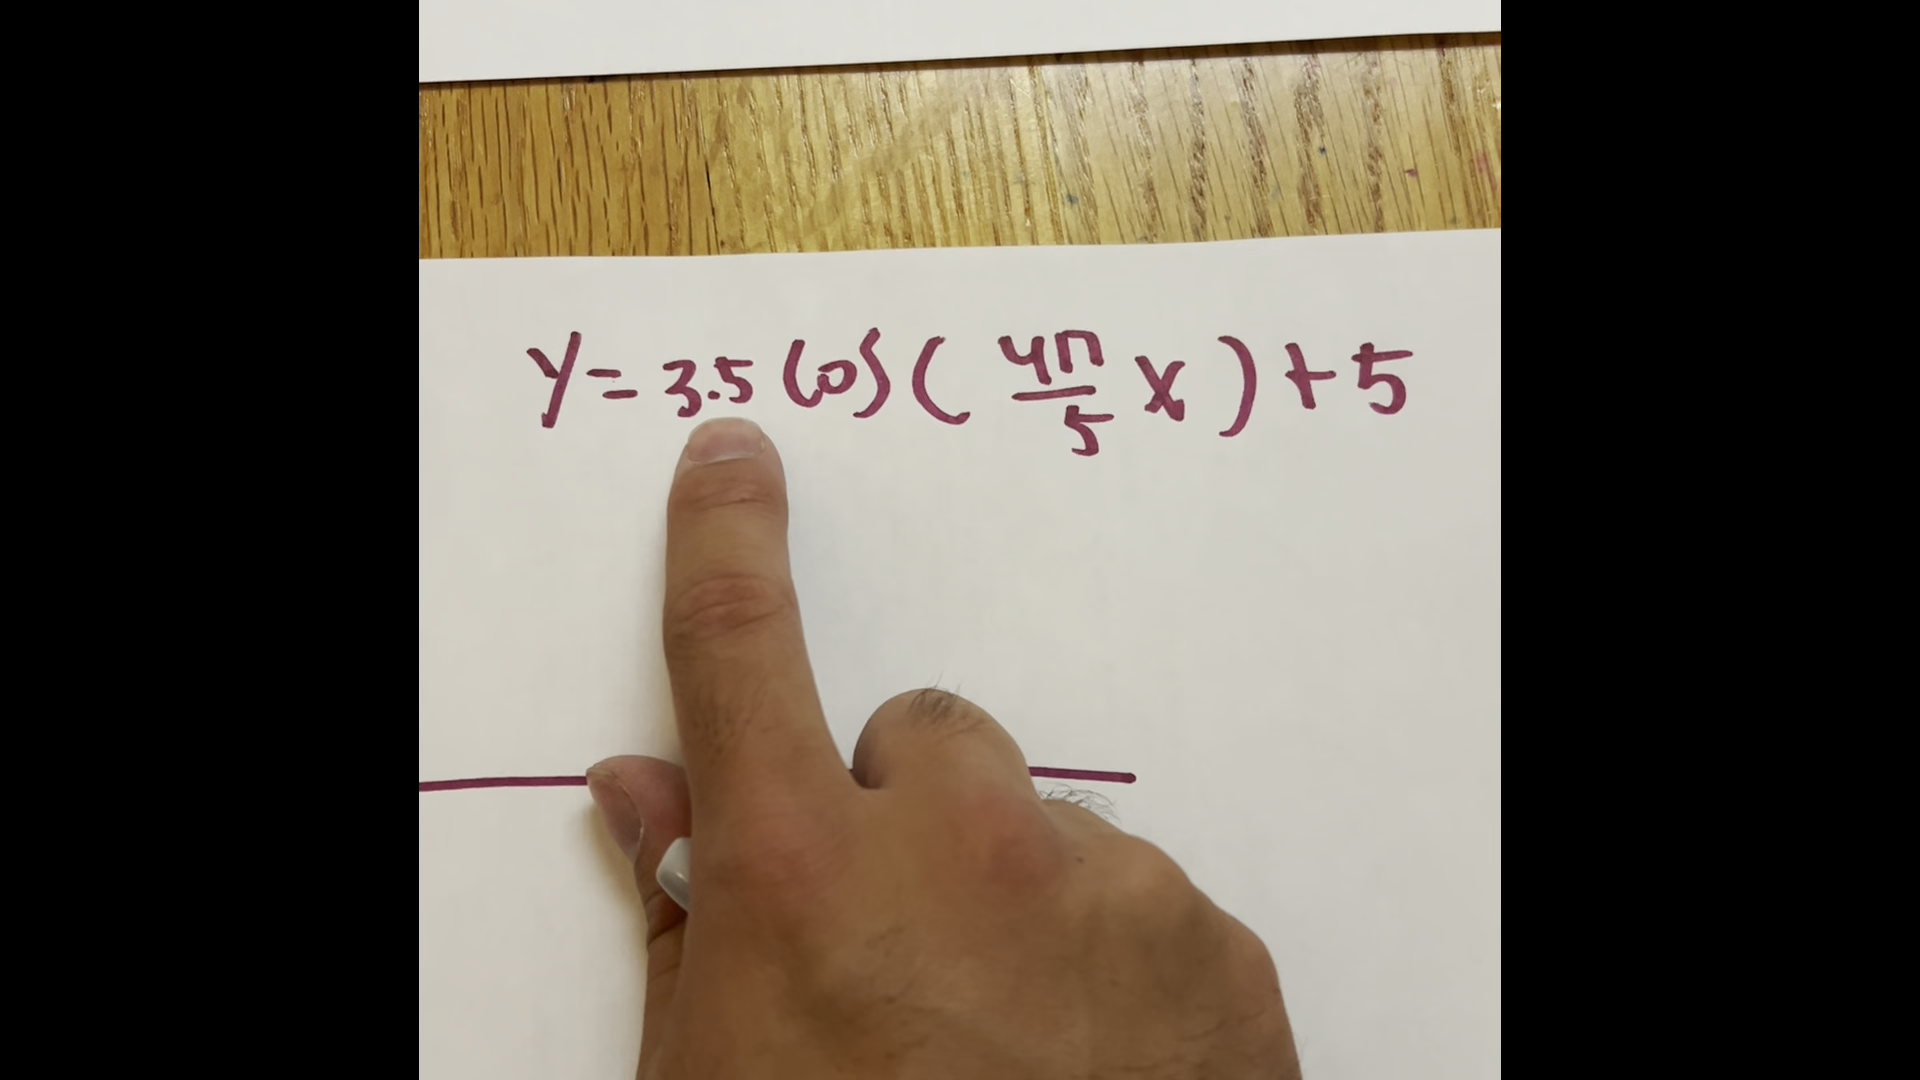 y = 3.5 cos ( 4π/5 x ) + 5